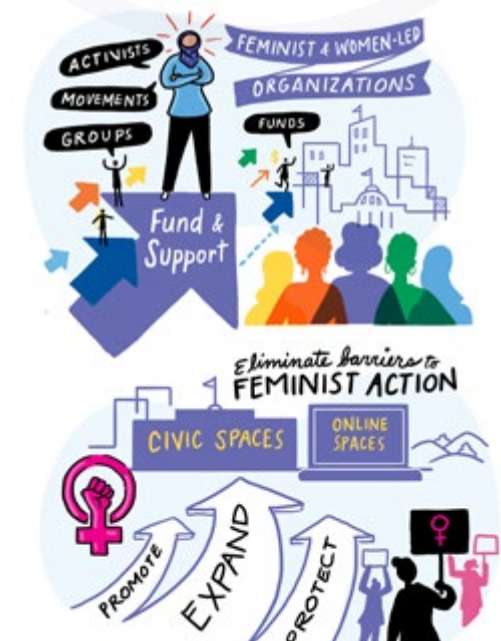 ACTIVISTS
MOVEMENTS
GROUPS
FEMINIST & WOMEN-LED
ORGANIZATIONS
FUNDS
$
Fund &
Support
Eliminate barriers to
FEMINIST ACTION
CIVIC SPACES
ONLINE
SPACES
PROMOTE
EXPAND
PROTECT